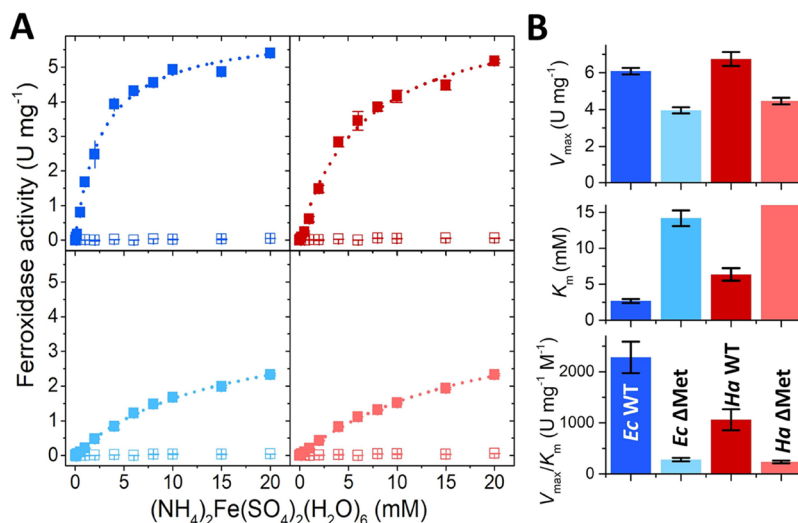 A
Ferroxidase activity (U mg⁻¹)
5
4
3
2
1
0
5
4
3
2
1
0
0 5 10 15 20 0 5 10 15 20
(NH₄)₂Fe(SO₄)₂(H₂O)₆ (mM)
B
Vmax (U mg⁻¹)
6
4
2
0
Km (mM)
15
10
5
0
Vmax/Km (U mg⁻¹ M⁻¹)
2000
1000
0
Ec WT
Ec ΔMet
Ha WT
Ha ΔMet